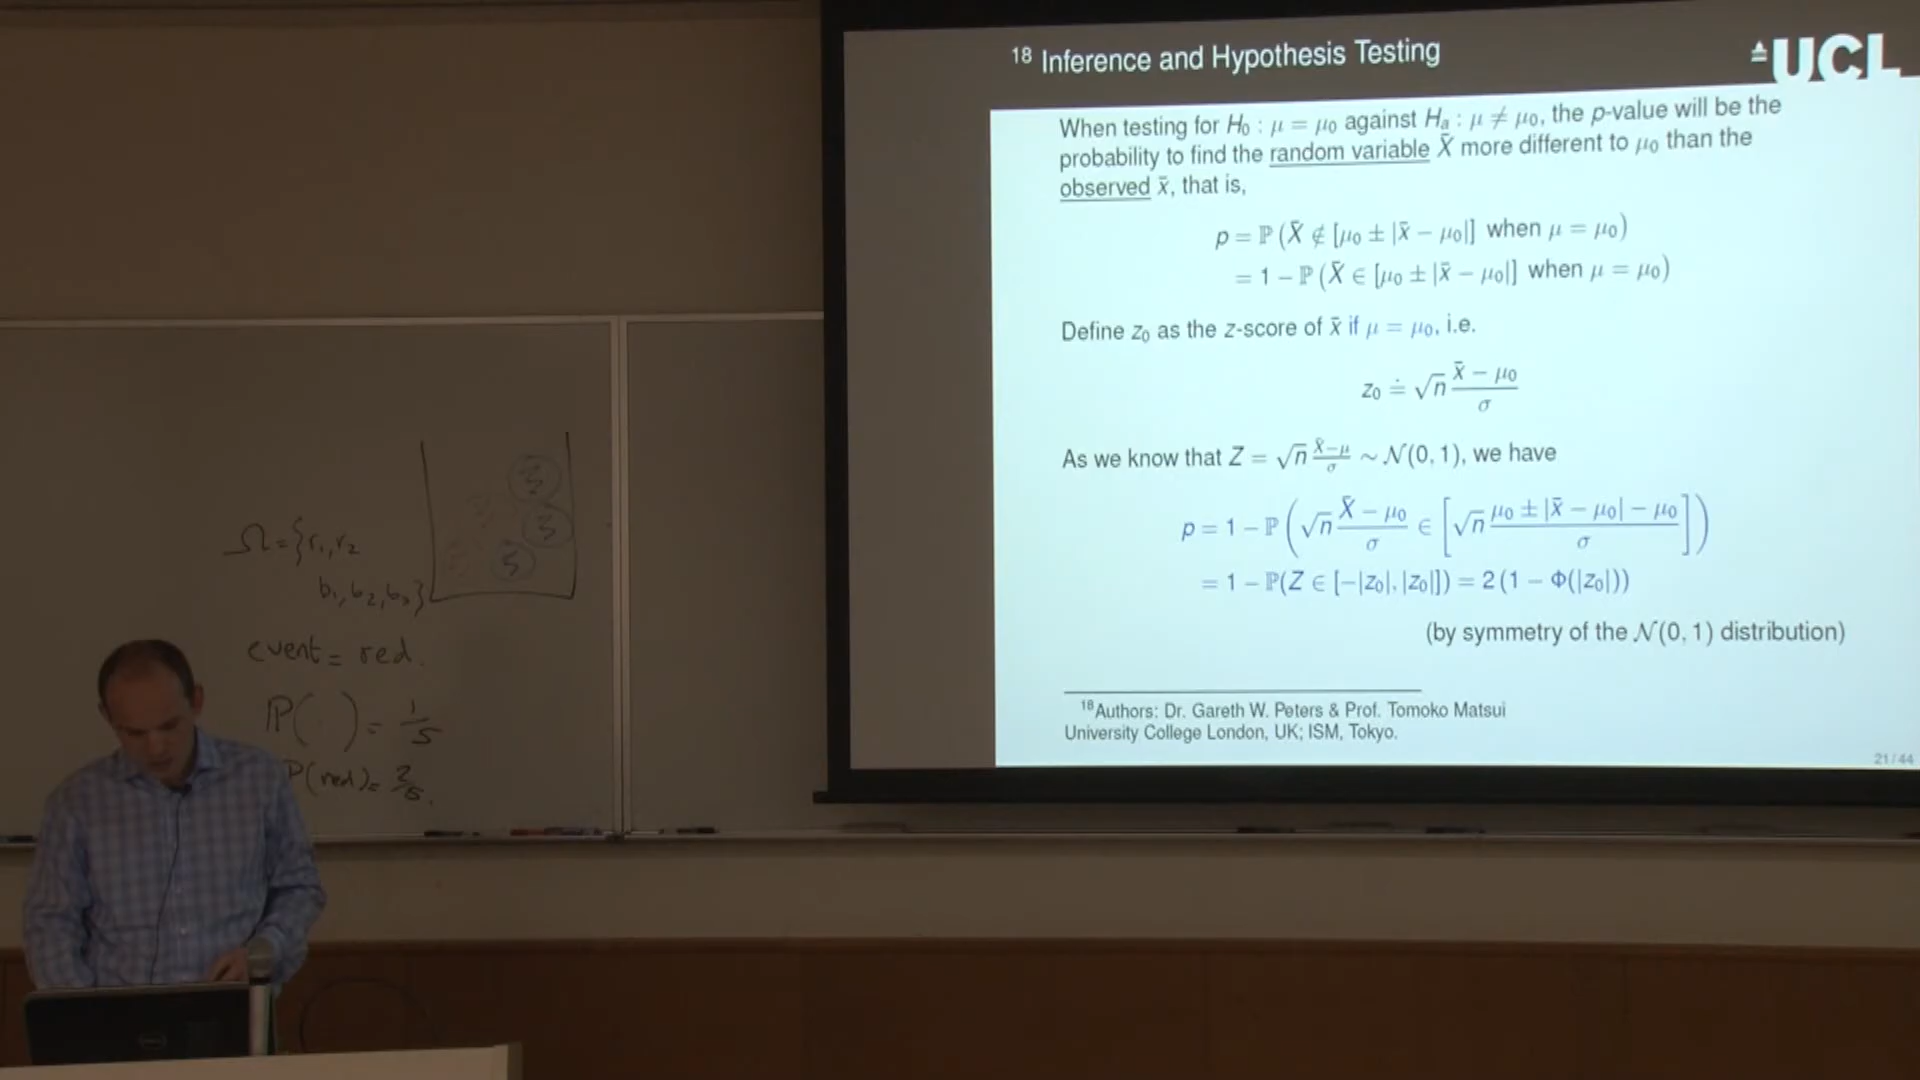 18 Inference and Hypothesis Testing
UCL
When testing for H₀ : μ = μ₀ against Hₐ : μ ≠ μ₀, the p-value will be the
probability to find the random variable X̄ more different to μ₀ than the
observed x̄, that is,
p = ℙ (X̄ ∉ [μ₀ ± |x̄ − μ₀|] when μ = μ₀)
= 1 − ℙ (X̄ ∈ [μ₀ ± |x̄ − μ₀|] when μ = μ₀)
Define z₀ as the z-score of x̄ if μ = μ₀, i.e.
z₀ ≐ √n (x̄ − μ₀)/σ
As we know that Z = √n (X̄−μ)/σ ∼ 𝒩(0, 1), we have
p = 1 − ℙ (√n (X̄ − μ₀)/σ ∈ [√n (μ₀ ± |x̄ − μ₀| − μ₀)/σ])
= 1 − ℙ(Z ∈ [−|z₀|, |z₀|]) = 2 (1 − Φ(|z₀|))
(by symmetry of the 𝒩(0, 1) distribution)
18 Authors: Dr. Gareth W. Peters & Prof. Tomoko Matsui
University College London, UK; ISM, Tokyo.
21 / 44
Ω = {r₁, r₂
b₁, b₂, b₃}
event = red.
ℙ( ) = 1/5
P(red) = 2/5.
DELL